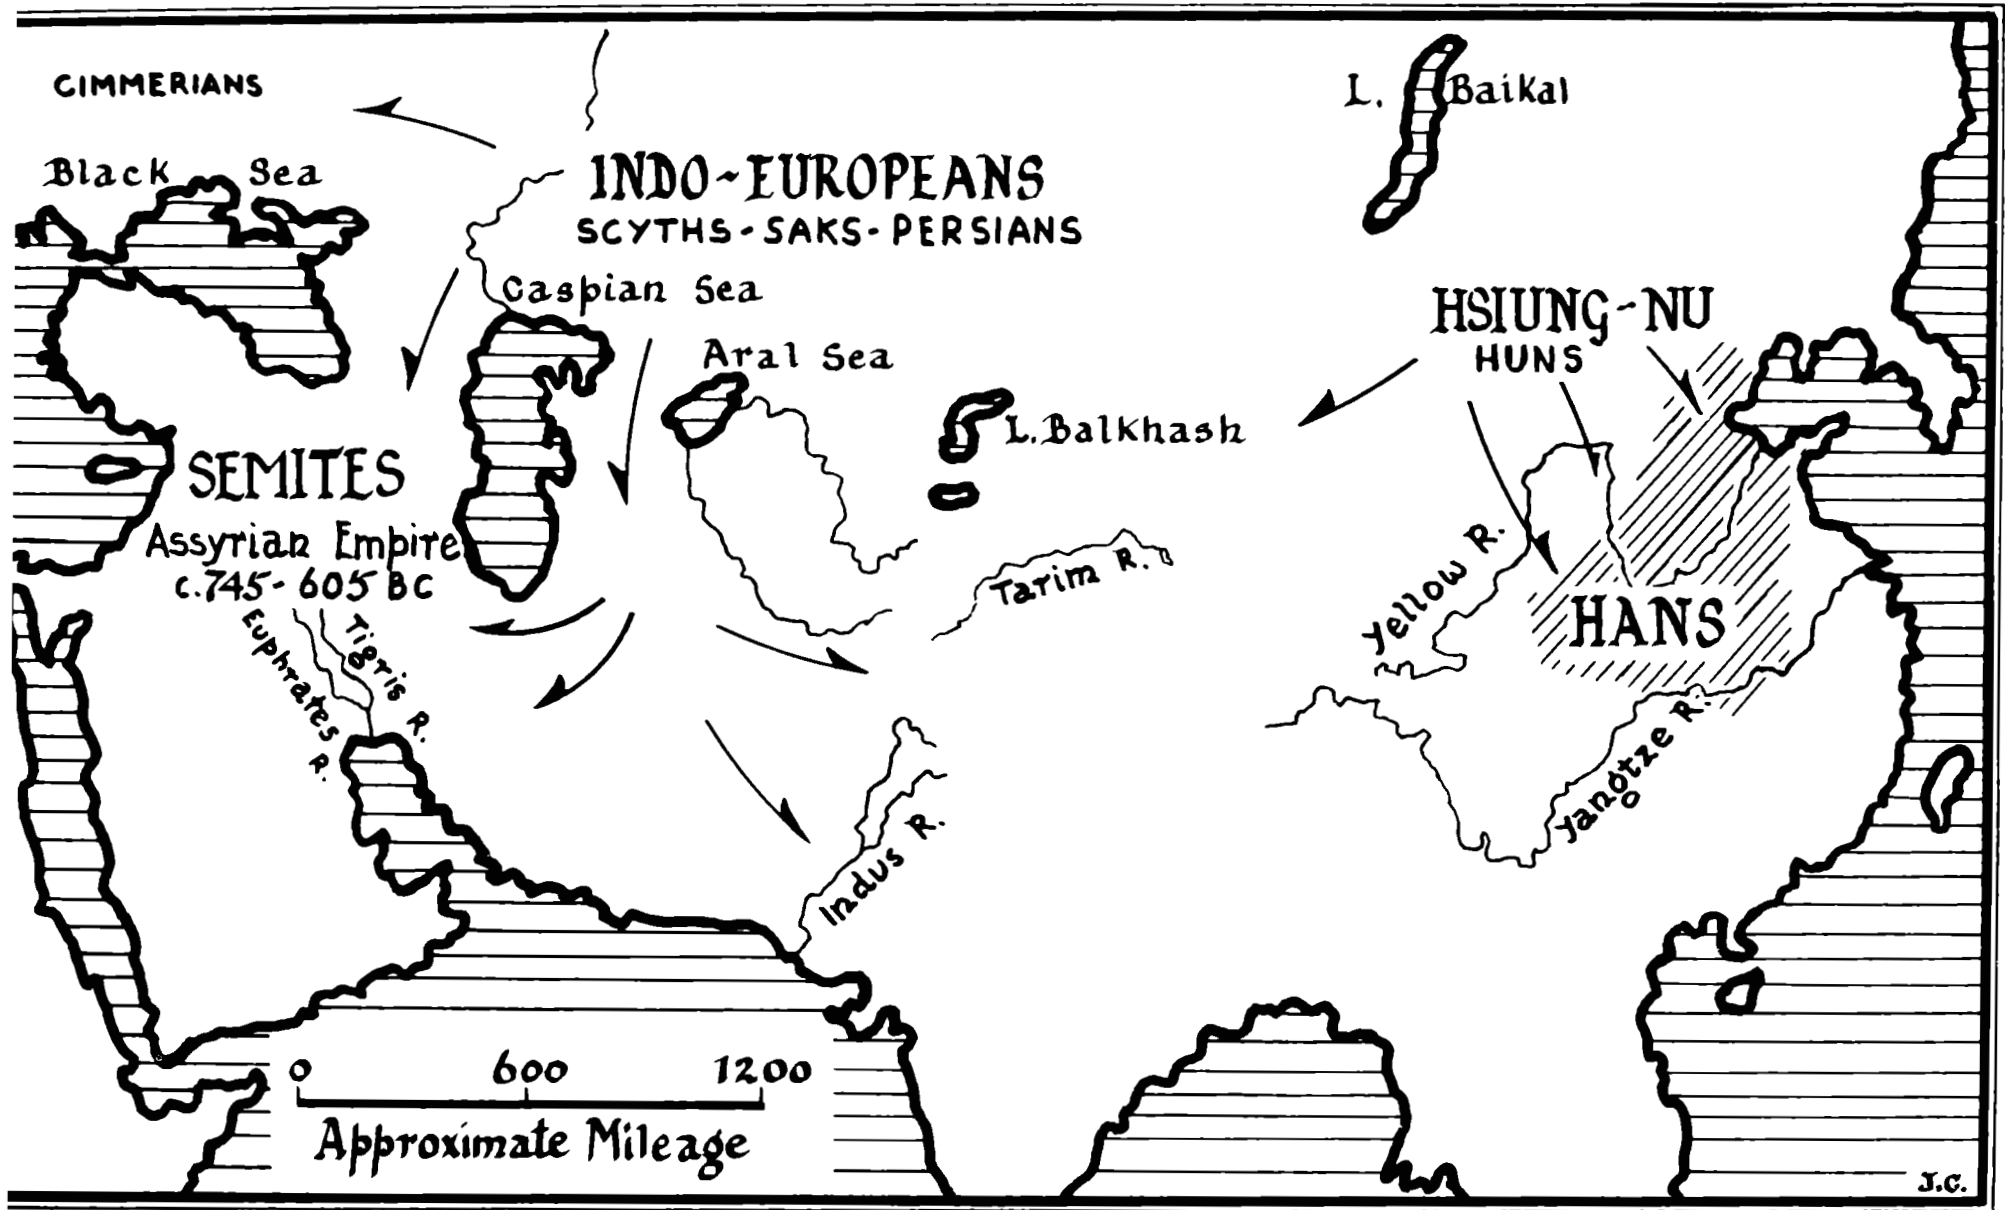 CIMMERIANS
Black Sea
INDO-EUROPEANS
SCYTHS - SAKS - PERSIANS
L. Baikal
Caspian Sea
Aral Sea
L. Balkhash
HSIUNG-NU
HUNS
SEMITES
Assyrian Empire
c.745- 605 BC
Euphrates R.
Tigris R.
Tarim R.
Yellow R.
HANS
Yangtze R.
Indus R.
0 600 1200
Approximate Mileage
J.C.